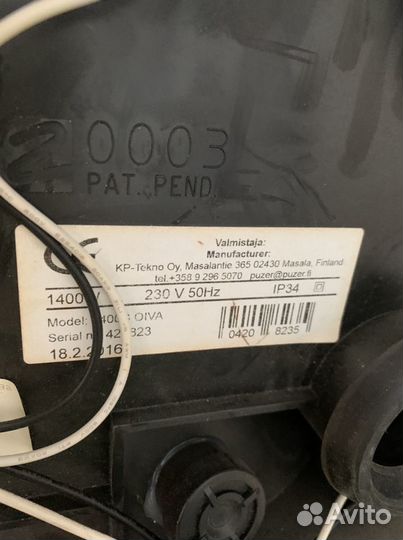 20003
PAT. PEND
Valmistaja:
Manufacturer:
KP-Tekno Oy, Masalantie 365 02430 Masala, Finland
tel.+358 9 296 5070 puzer@puzer.fi
1400 230 V 50Hz IP34
Model: OIVA
Serial 823
0420 8235
18.2.2016
Avito